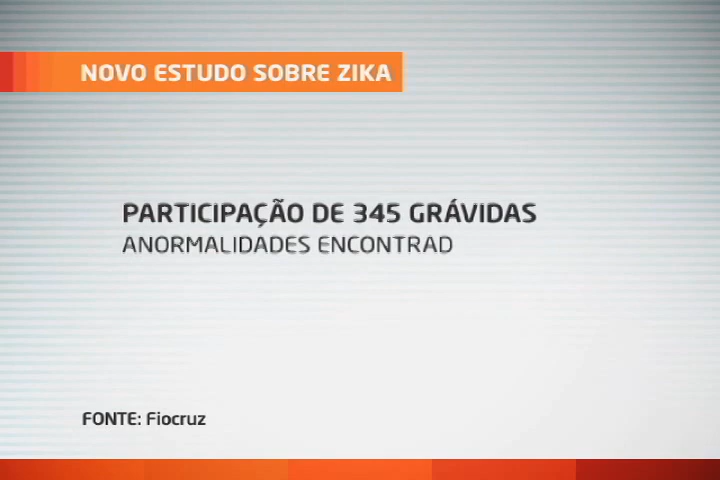 NOVO ESTUDO SOBRE ZIKA
PARTICIPAÇÃO DE 345 GRÁVIDAS
ANORMALIDADES ENCONTRAD
FONTE: Fiocruz